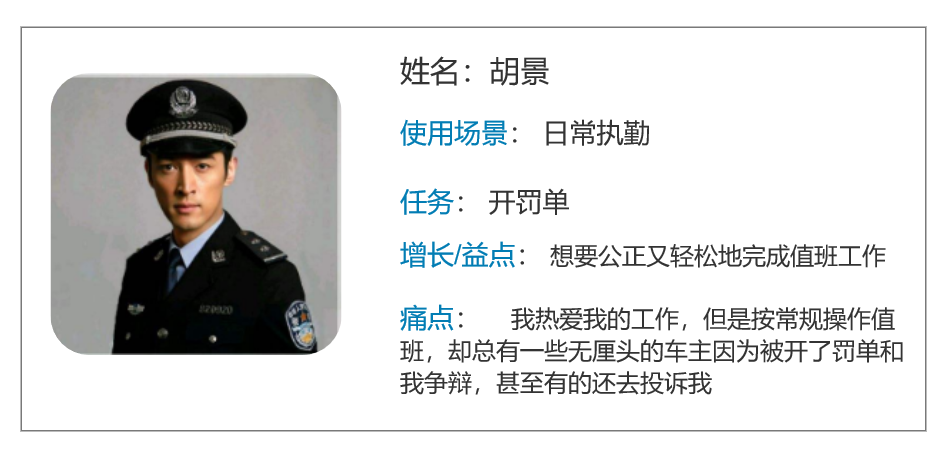 姓名：胡景
使用场景： 日常执勤
任务： 开罚单
增长/益点： 想要公正又轻松地完成值班工作
痛点： 我热爱我的工作，但是按常规操作值
班，却总有一些无厘头的车主因为被开了罚单和
我争辩，甚至有的还去投诉我